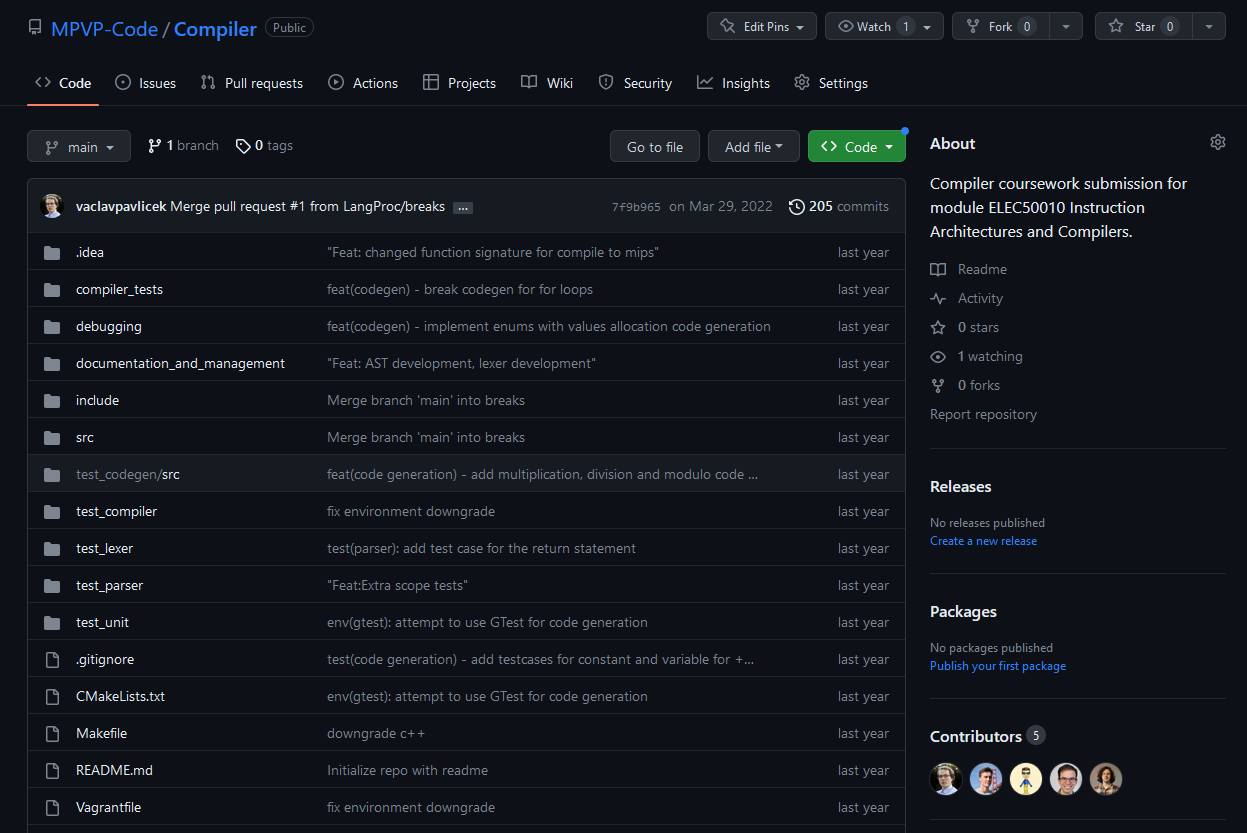 MPVP-Code / Compiler Public
Edit Pins Watch 1 Fork 0 Star 0
Code Issues Pull requests Actions Projects Wiki Security Insights Settings
main 1 branch 0 tags Go to file Add file Code
vaclavpavlicek Merge pull request #1 from LangProc/breaks ... 7f9b965 on Mar 29, 2022 205 commits
.idea "Feat: changed function signature for compile to mips" last year
compiler_tests feat(codegen) - break codegen for for loops last year
debugging feat(codegen) - implement enums with values allocation code generation last year
documentation_and_management "Feat: AST development, lexer development" last year
include Merge branch 'main' into breaks last year
src Merge branch 'main' into breaks last year
test_codegen/src feat(code generation) - add multiplication, division and modulo code ... last year
test_compiler fix environment downgrade last year
test_lexer test(parser): add test case for the return statement last year
test_parser "Feat:Extra scope tests" last year
test_unit env(gtest): attempt to use GTest for code generation last year
.gitignore test(code generation) - add testcases for constant and variable for +... last year
CMakeLists.txt env(gtest): attempt to use GTest for code generation last year
Makefile downgrade c++ last year
README.md Initialize repo with readme last year
Vagrantfile fix environment downgrade last year
About
Compiler coursework submission for
module ELEC50010 Instruction
Architectures and Compilers.
Readme
Activity
0 stars
1 watching
0 forks
Report repository
Releases
No releases published
Create a new release
Packages
No packages published
Publish your first package
Contributors 5